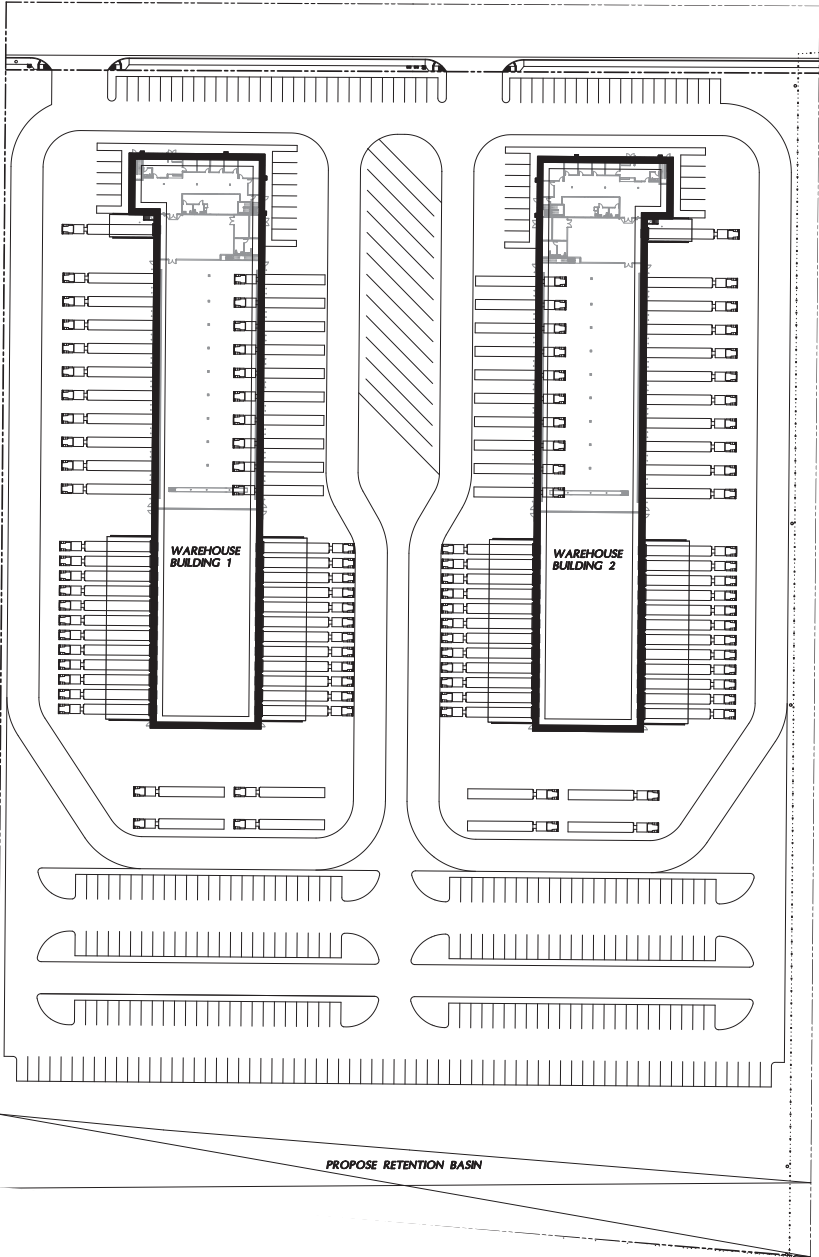 WAREHOUSE
BUILDING 1
WAREHOUSE
BUILDING 2
PROPOSE RETENTION BASIN